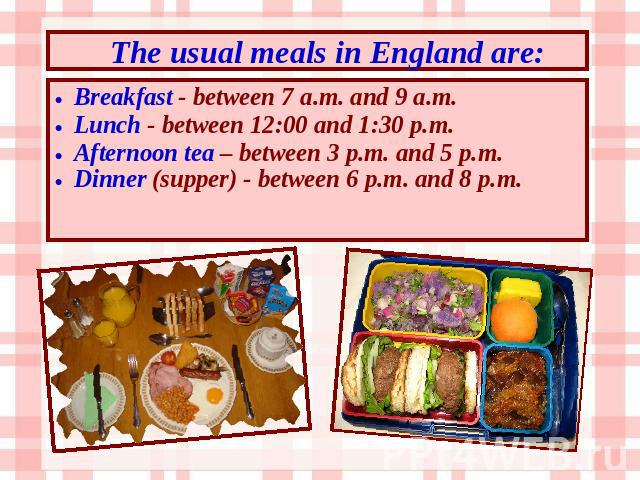 The usual meals in England are:
• Breakfast - between 7 a.m. and 9 a.m.
• Lunch - between 12:00 and 1:30 p.m.
• Afternoon tea – between 3 p.m. and 5 p.m.
• Dinner (supper) - between 6 p.m. and 8 p.m.
PPt4WEB.ru